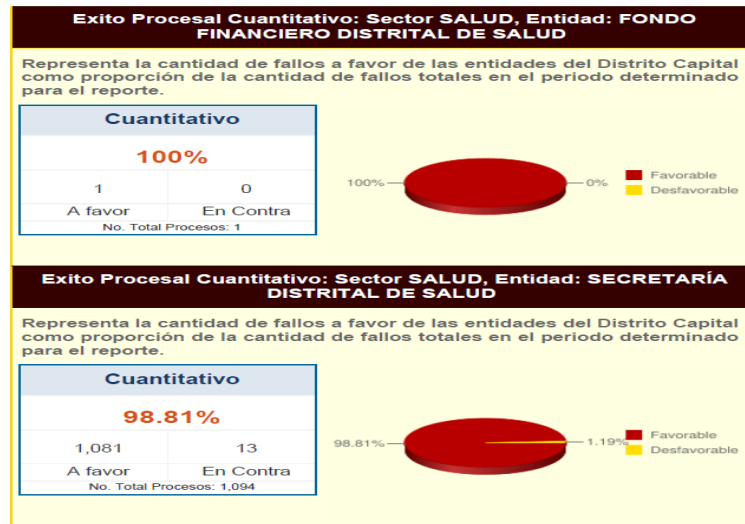 Exito Procesal Cuantitativo: Sector SALUD, Entidad: FONDO
FINANCIERO DISTRITAL DE SALUD
Representa la cantidad de fallos a favor de las entidades del Distrito Capital
como proporción de la cantidad de fallos totales en el periodo determinado
para el reporte.
Cuantitativo
100%
1 0
A favor En Contra
No. Total Procesos: 1
100% 0%
Favorable
Desfavorable
Exito Procesal Cuantitativo: Sector SALUD, Entidad: SECRETARÍA
DISTRITAL DE SALUD
Representa la cantidad de fallos a favor de las entidades del Distrito Capital
como proporción de la cantidad de fallos totales en el periodo determinado
para el reporte.
Cuantitativo
98.81%
1,081 13
A favor En Contra
No. Total Procesos: 1,094
98.81% 1.19%
Favorable
Desfavorable